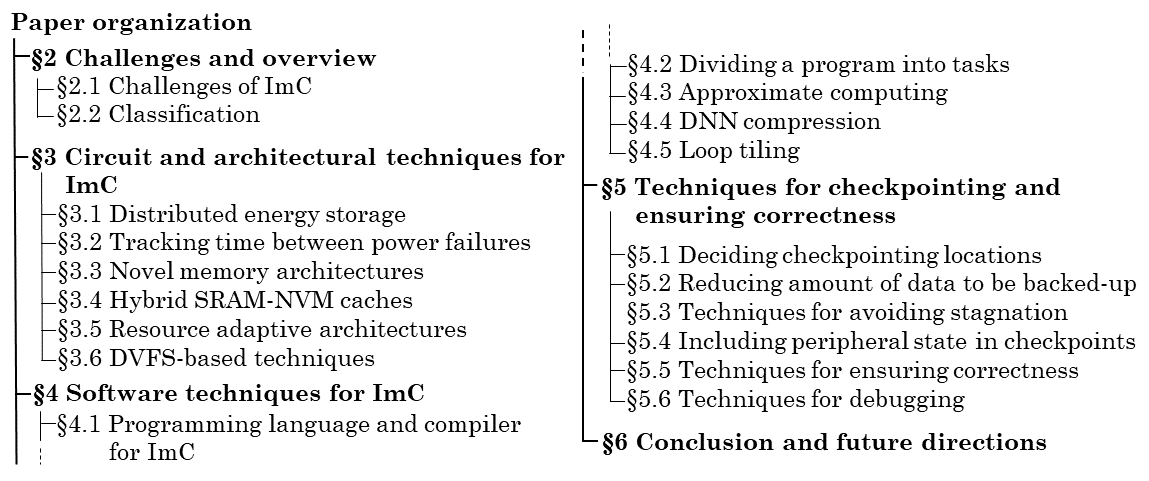 Paper organization
§2 Challenges and overview
§2.1 Challenges of ImC
§2.2 Classification
§3 Circuit and architectural techniques for
ImC
§3.1 Distributed energy storage
§3.2 Tracking time between power failures
§3.3 Novel memory architectures
§3.4 Hybrid SRAM-NVM caches
§3.5 Resource adaptive architectures
§3.6 DVFS-based techniques
§4 Software techniques for ImC
§4.1 Programming language and compiler
for ImC
§4.2 Dividing a program into tasks
§4.3 Approximate computing
§4.4 DNN compression
§4.5 Loop tiling
§5 Techniques for checkpointing and
ensuring correctness
§5.1 Deciding checkpointing locations
§5.2 Reducing amount of data to be backed-up
§5.3 Techniques for avoiding stagnation
§5.4 Including peripheral state in checkpoints
§5.5 Techniques for ensuring correctness
§5.6 Techniques for debugging
§6 Conclusion and future directions